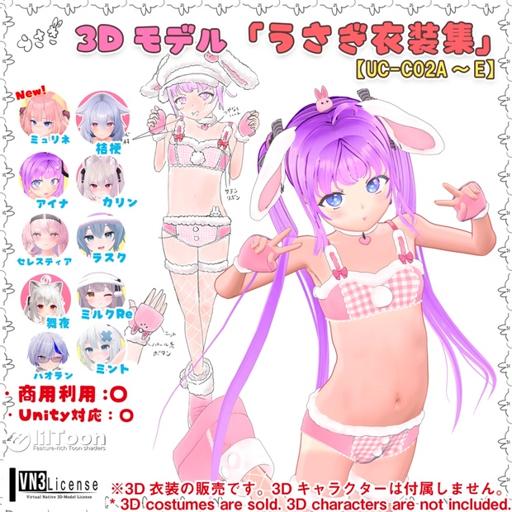 うさぎ 3Dモデル「うさぎ衣装集」
【UC-C02A～E】
New!
ミュリネ
桔梗
アイナ
カリン
セレスティア
ラスク
舞夜
ミルクRe
ハオラン
ミント
・商用利用：〇
・Unity対応：〇
lilToon
Feature-rich Toon shaders
VN3License
Virtual Native 3D-Model License
※3D 衣装の販売です。3D キャラクターは付属しません。
* 3D costumes are sold. 3D characters are not included.